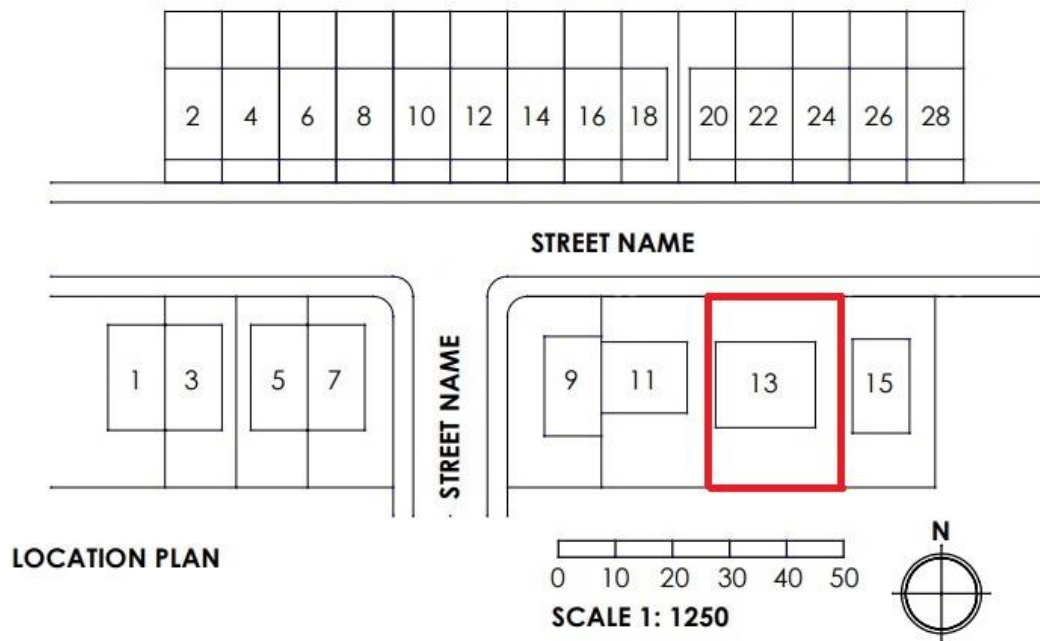 2 4 6 8 10 12 14 16 18 20 22 24 26 28
STREET NAME
STREET NAME
1 3 5 7 9 11 13 15
LOCATION PLAN
N
0 10 20 30 40 50
SCALE 1: 1250